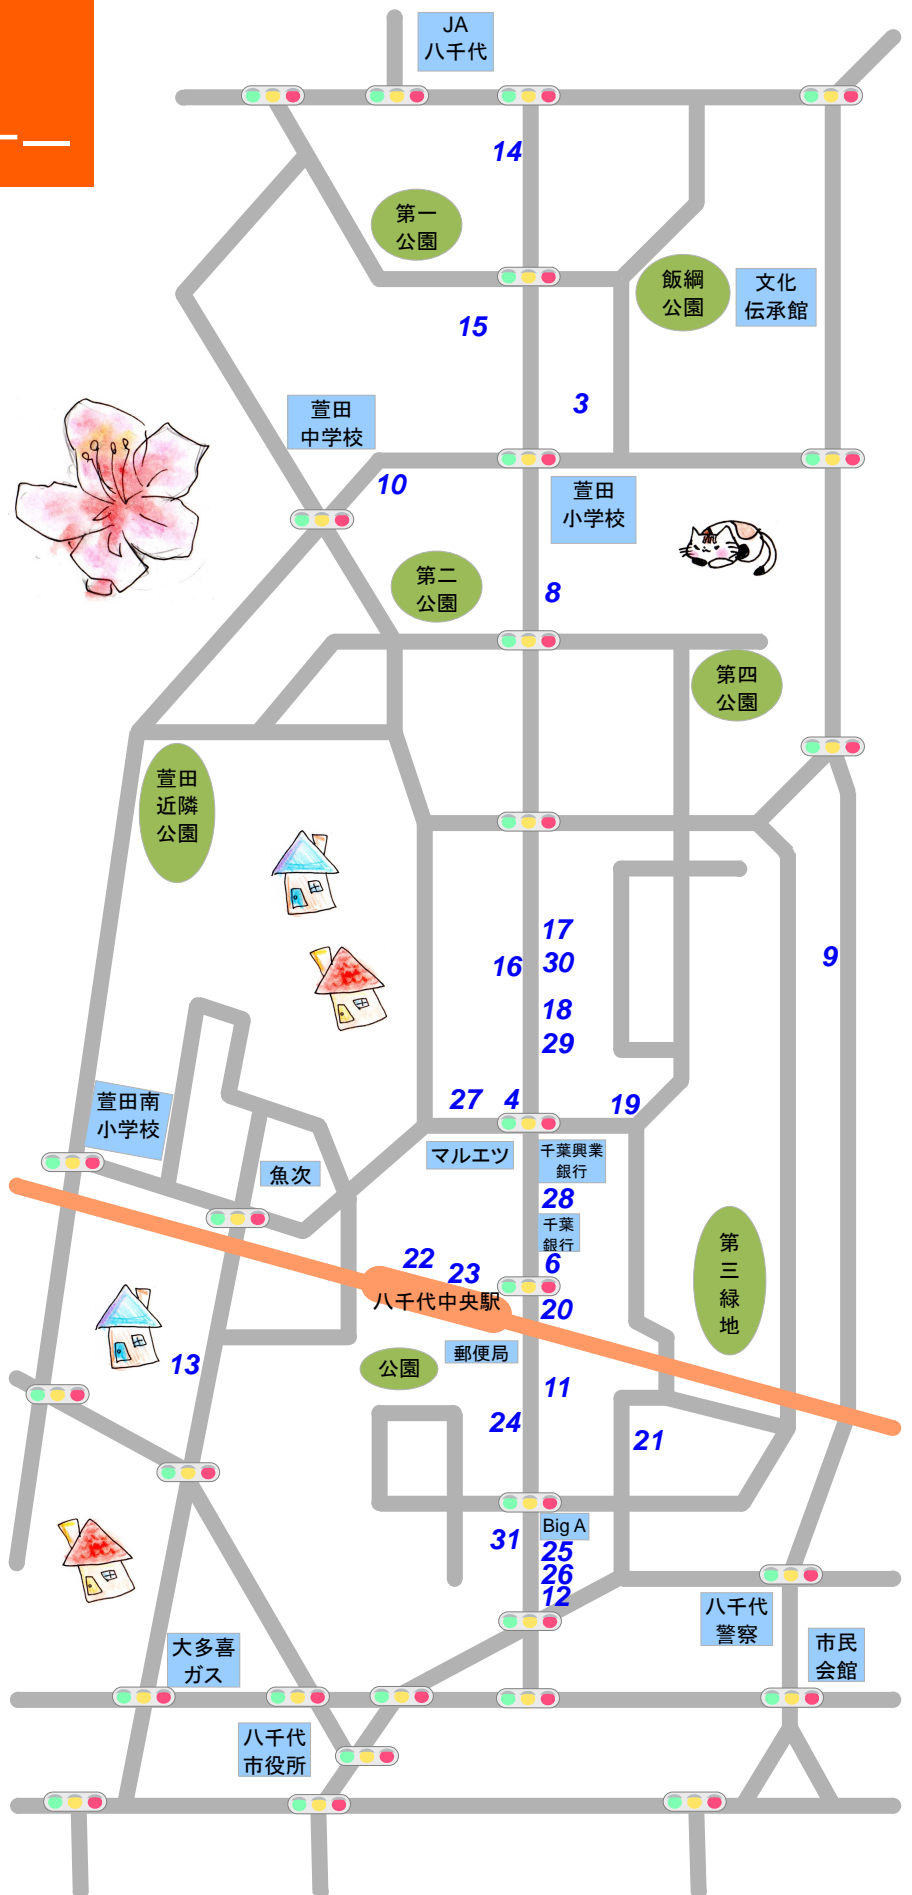 JA
八千代
14
第一
公園
飯綱
公園
文化
伝承館
15
3
萱田
中学校
10
萱田
小学校
第二
公園
8
第四
公園
萱田
近隣
公園
17
16
30
9
18
29
27
4
19
萱田南
小学校
マルエツ
千葉興業
銀行
魚次
28
千葉
銀行
22
23
6
八千代中央駅
20
第
三
緑
地
郵便局
公園
13
11
24
21
31
Big A
25
26
12
八千代
警察
大多喜
ガス
市民
会館
八千代
市役所